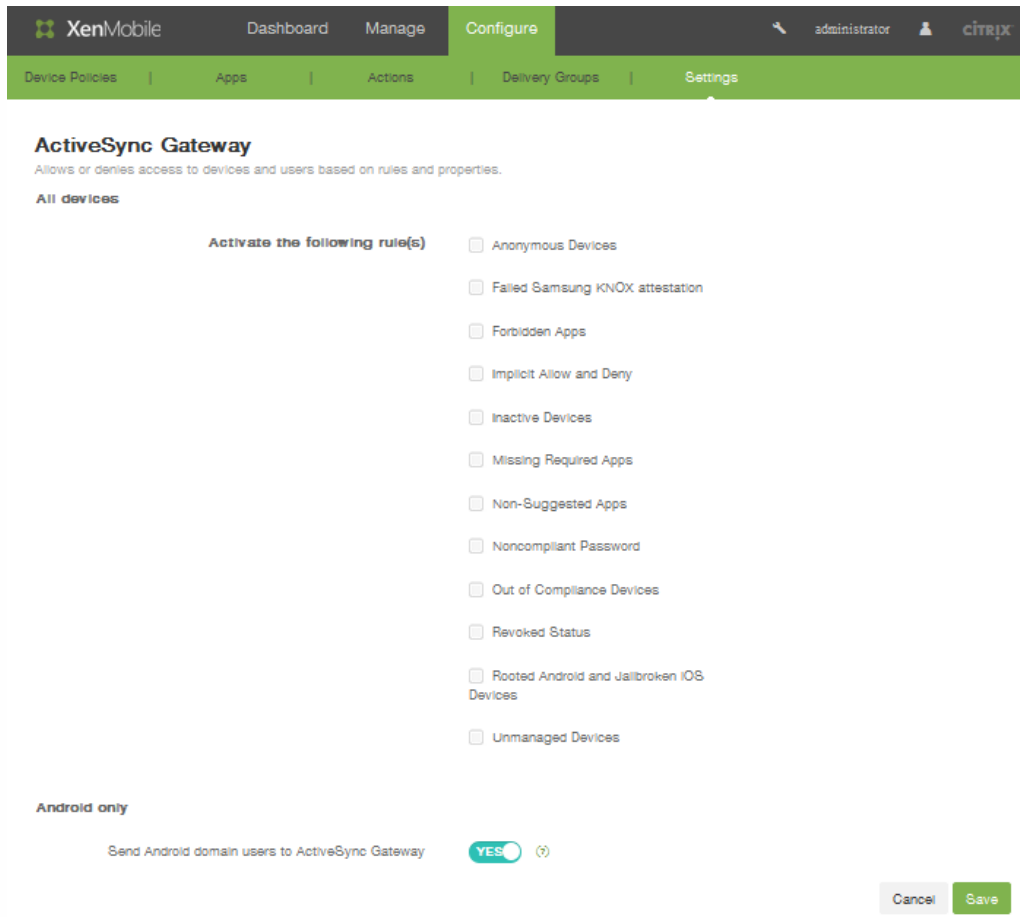 XenMobile Dashboard Manage Configure administrator CİTRIX
Device Policies | Apps | Actions | Delivery Groups | Settings
ActiveSync Gateway
Allows or denies access to devices and users based on rules and properties.
All devices
Activate the following rule(s)
Anonymous Devices
Failed Samsung KNOX attestation
Forbidden Apps
Implicit Allow and Deny
Inactive Devices
Missing Required Apps
Non-Suggested Apps
Noncompliant Password
Out of Compliance Devices
Revoked Status
Rooted Android and Jailbroken iOS
Devices
Unmanaged Devices
Android only
Send Android domain users to ActiveSync Gateway YES (?)
Cancel Save